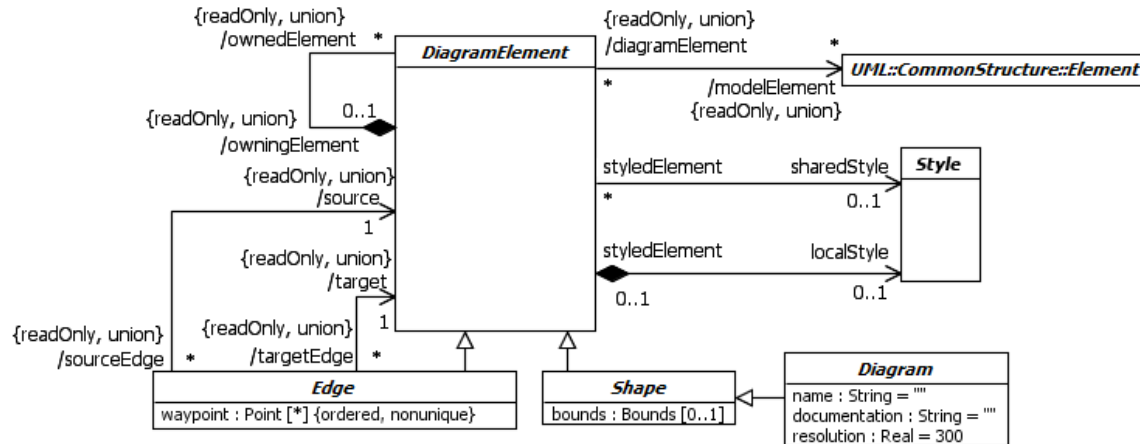 {readOnly, union}
/ownedElement *
DiagramElement
{readOnly, union}
/diagramElement *
UML::CommonStructure::Element
* /modelElement
{readOnly, union}
0..1
{readOnly, union}
/owningElement
{readOnly, union}
/source
1
styledElement sharedStyle
* 0..1
Style
{readOnly, union}
/target
1
styledElement localStyle
0..1 0..1
{readOnly, union}
/sourceEdge *
{readOnly, union}
/targetEdge *
Edge
waypoint : Point [*] {ordered, nonunique}
Shape
bounds : Bounds [0..1]
Diagram
name : String = ""
documentation : String = ""
resolution : Real = 300